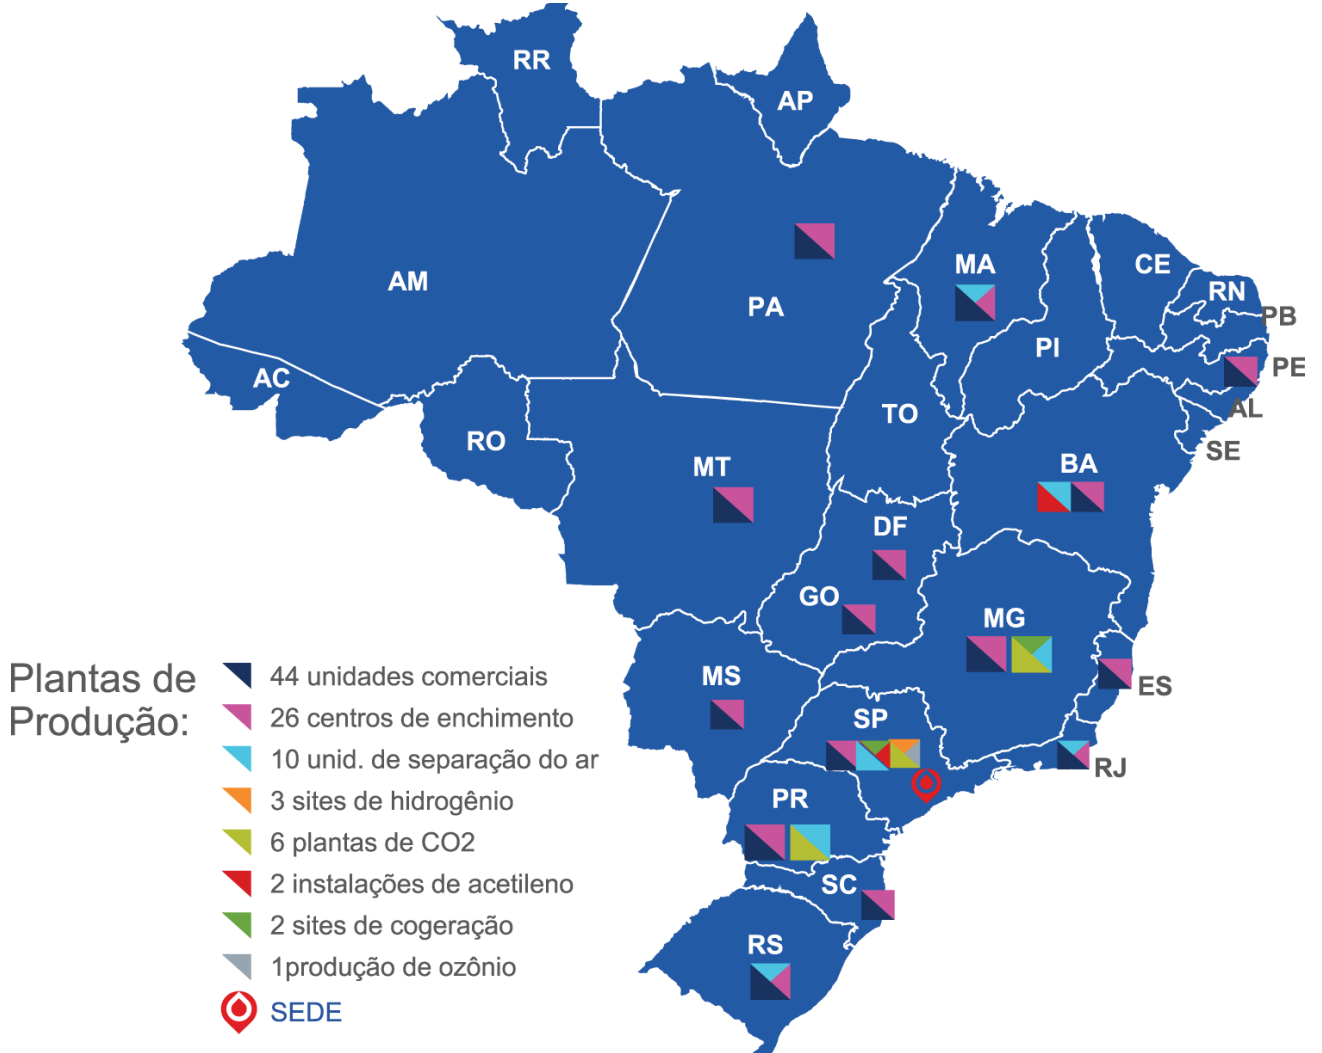 RR
AP
AM
PA
MA
CE
RN
PB
PI
PE
AC
TO
AL
RO
MT
BA
SE
DF
GO
MG
MS
ES
SP
RJ
PR
SC
RS
Plantas de
Produção:
44 unidades comerciais
26 centros de enchimento
10 unid. de separação do ar
3 sites de hidrogênio
6 plantas de CO2
2 instalações de acetileno
2 sites de cogeração
1produção de ozônio
SEDE